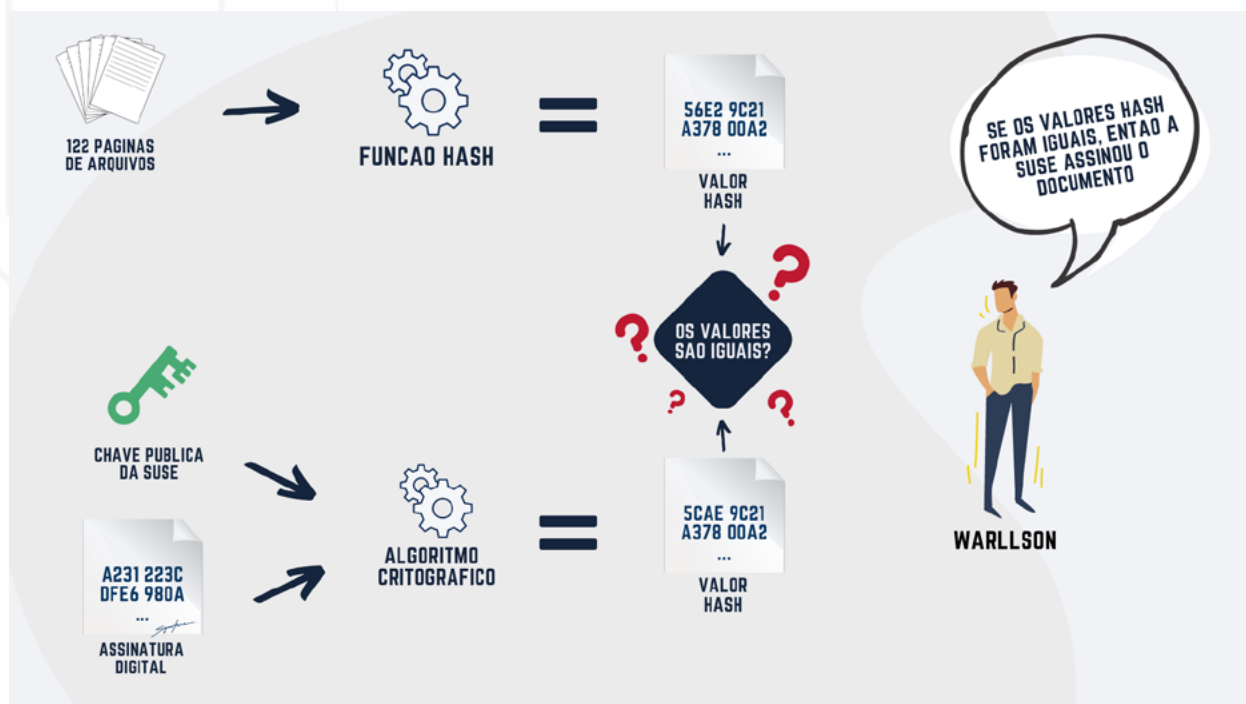 122 PAGINAS
DE ARQUIVOS
FUNCAO HASH
56E2 9C21
A378 00A2
...
VALOR
HASH
SE OS VALORES HASH
FORAM IGUAIS, ENTAO A
SUSE ASSINOU O
DOCUMENTO
OS VALORES
SAO IGUAIS?
?
?
?
?
CHAVE PUBLICA
DA SUSE
A231 223C
DFE6 980A
...
Signature
ASSINATURA
DIGITAL
ALGORITMO
CRITOGRAFICO
5CAE 9C21
A378 00A2
...
VALOR
HASH
WARLLSON